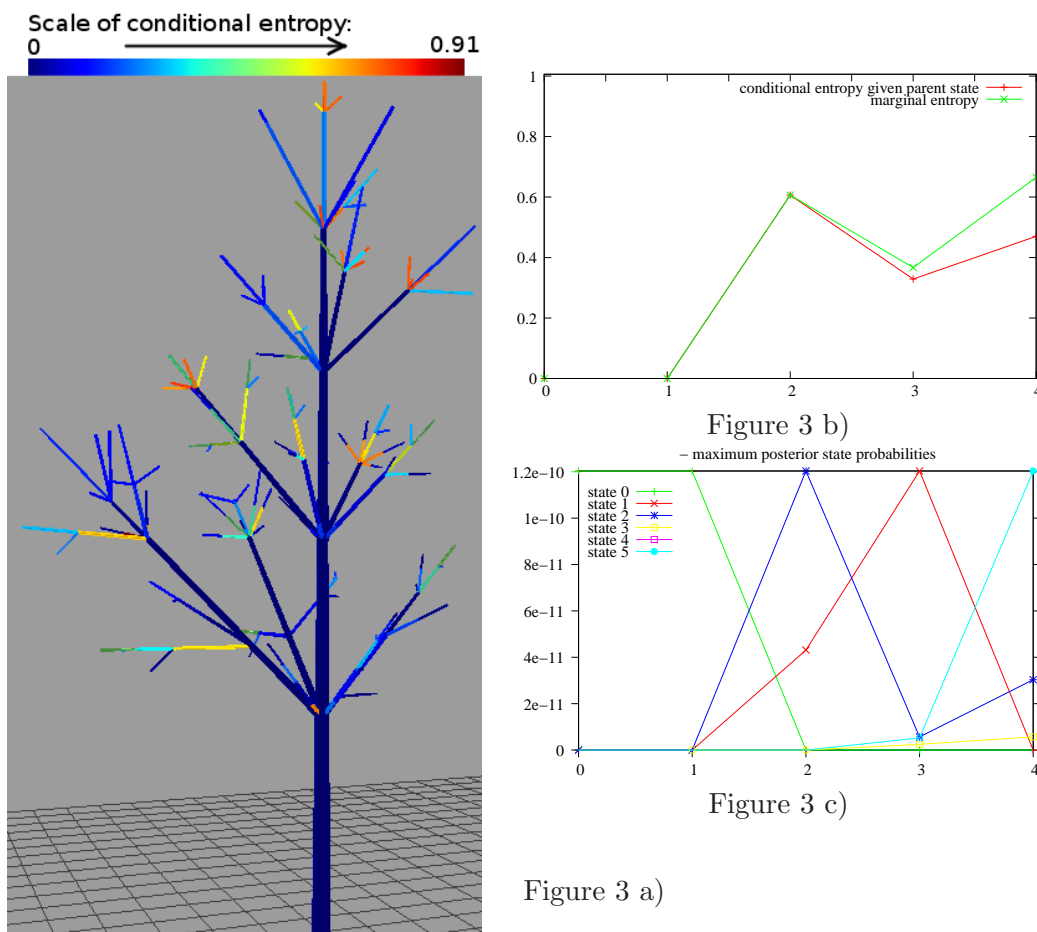 Scale of conditional entropy:
0 0.91
1
0.8
0.6
0.4
0.2
0
0 1 2 3 4
conditional entropy given parent state
marginal entropy
Figure 3 b)
– maximum posterior state probabilities
1.2e−10
1e−10
8e−11
6e−11
4e−11
2e−11
0
0 1 2 3 4
state 0
state 1
state 2
state 3
state 4
state 5
Figure 3 c)
Figure 3 a)